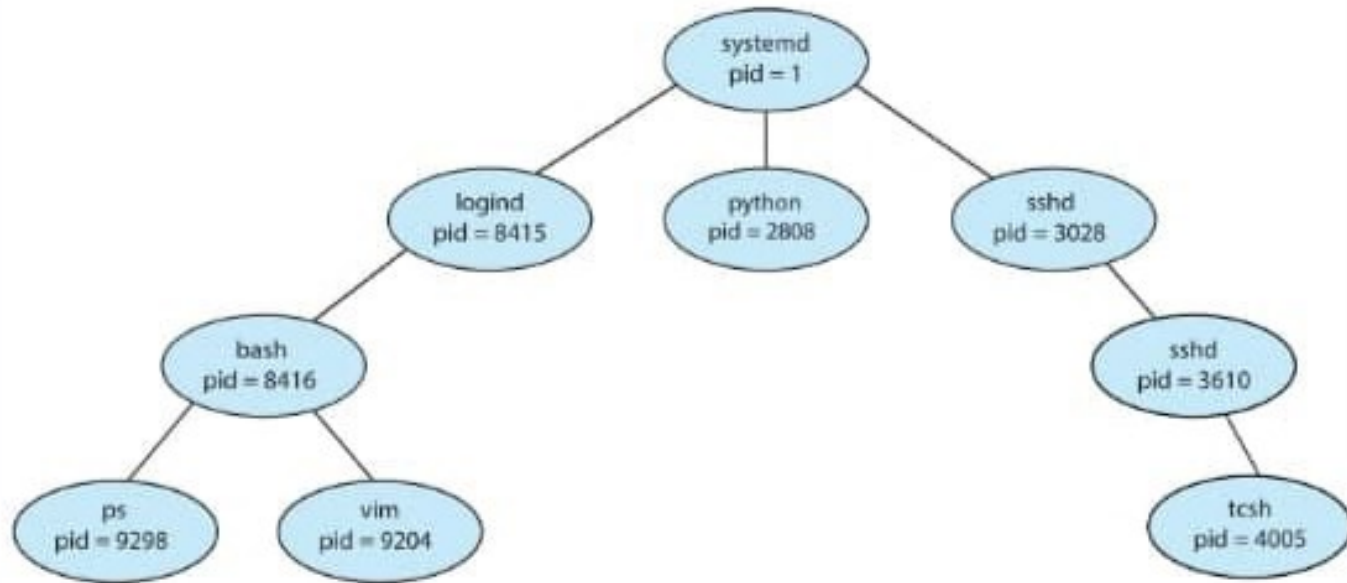 systemd
pid = 1
logind
pid = 8415
python
pid = 2808
sshd
pid = 3028
bash
pid = 8416
sshd
pid = 3610
ps
pid = 9298
vim
pid = 9204
tcsh
pid = 4005